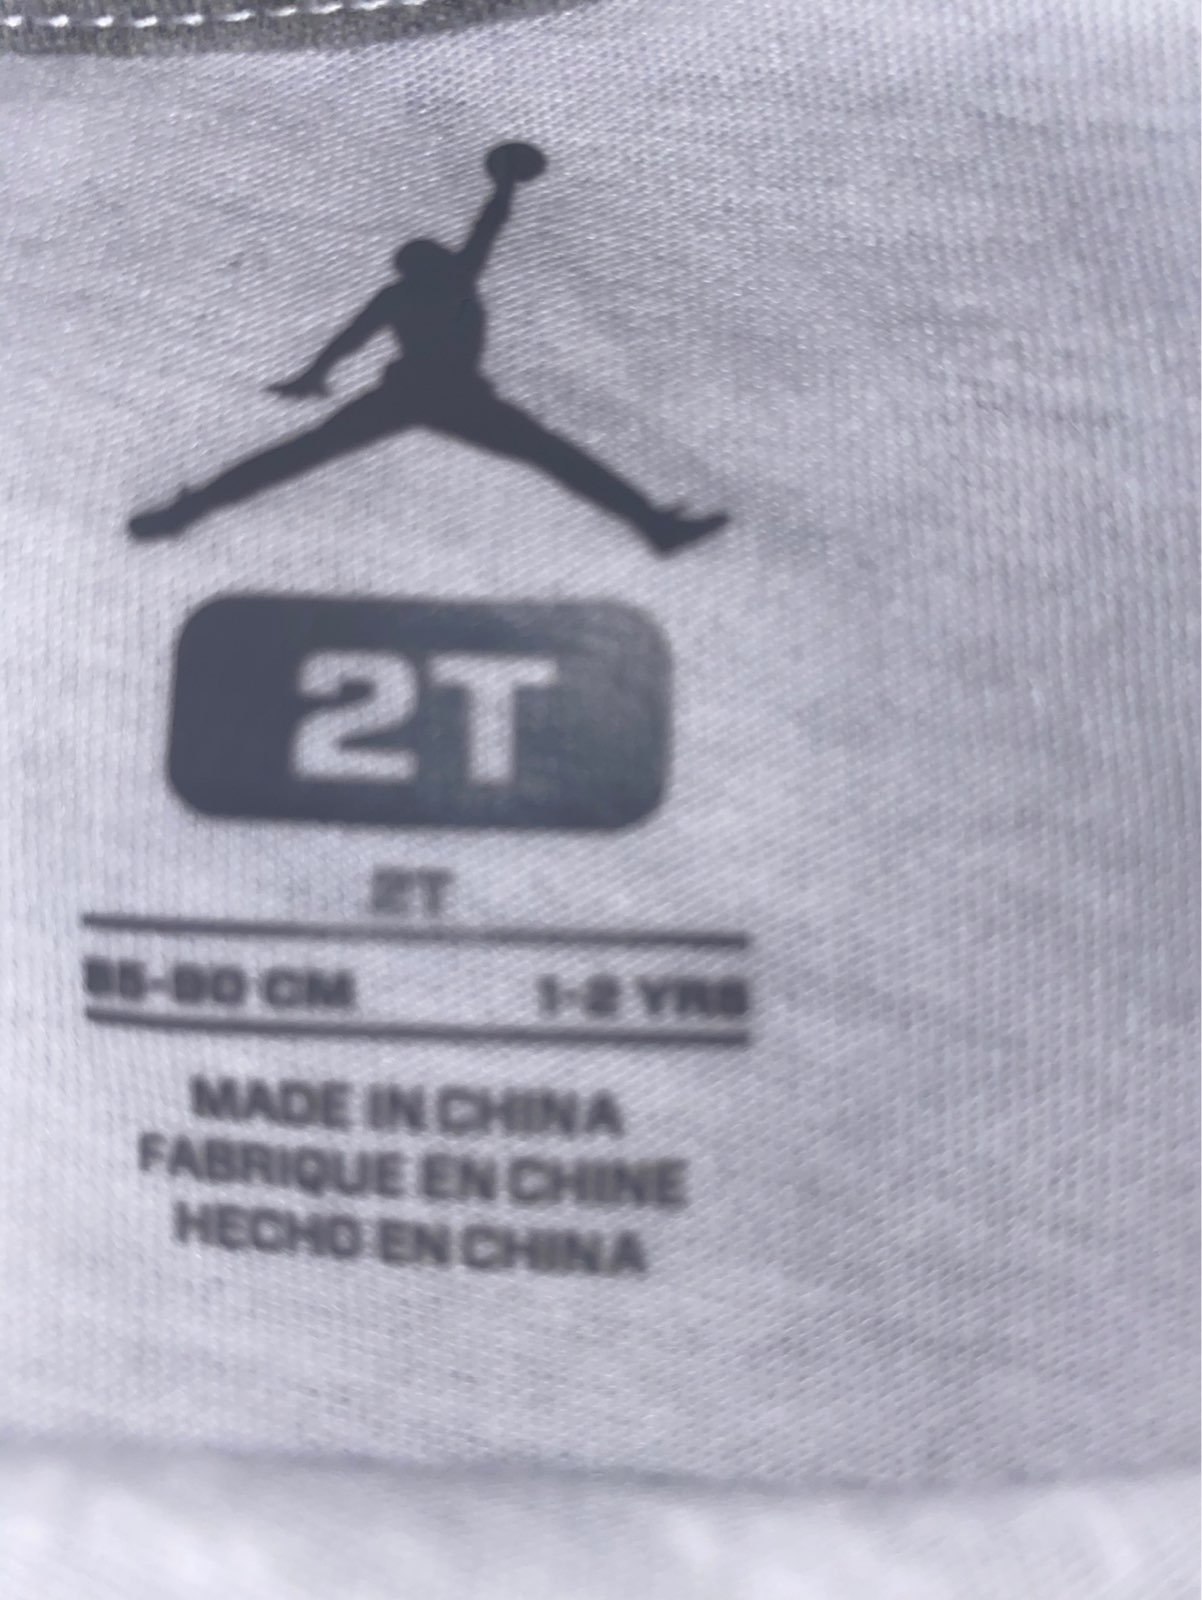 2T
2T
85-90 CM 1-2 YRS
MADE IN CHINA
FABRIQUE EN CHINE
HECHO EN CHINA